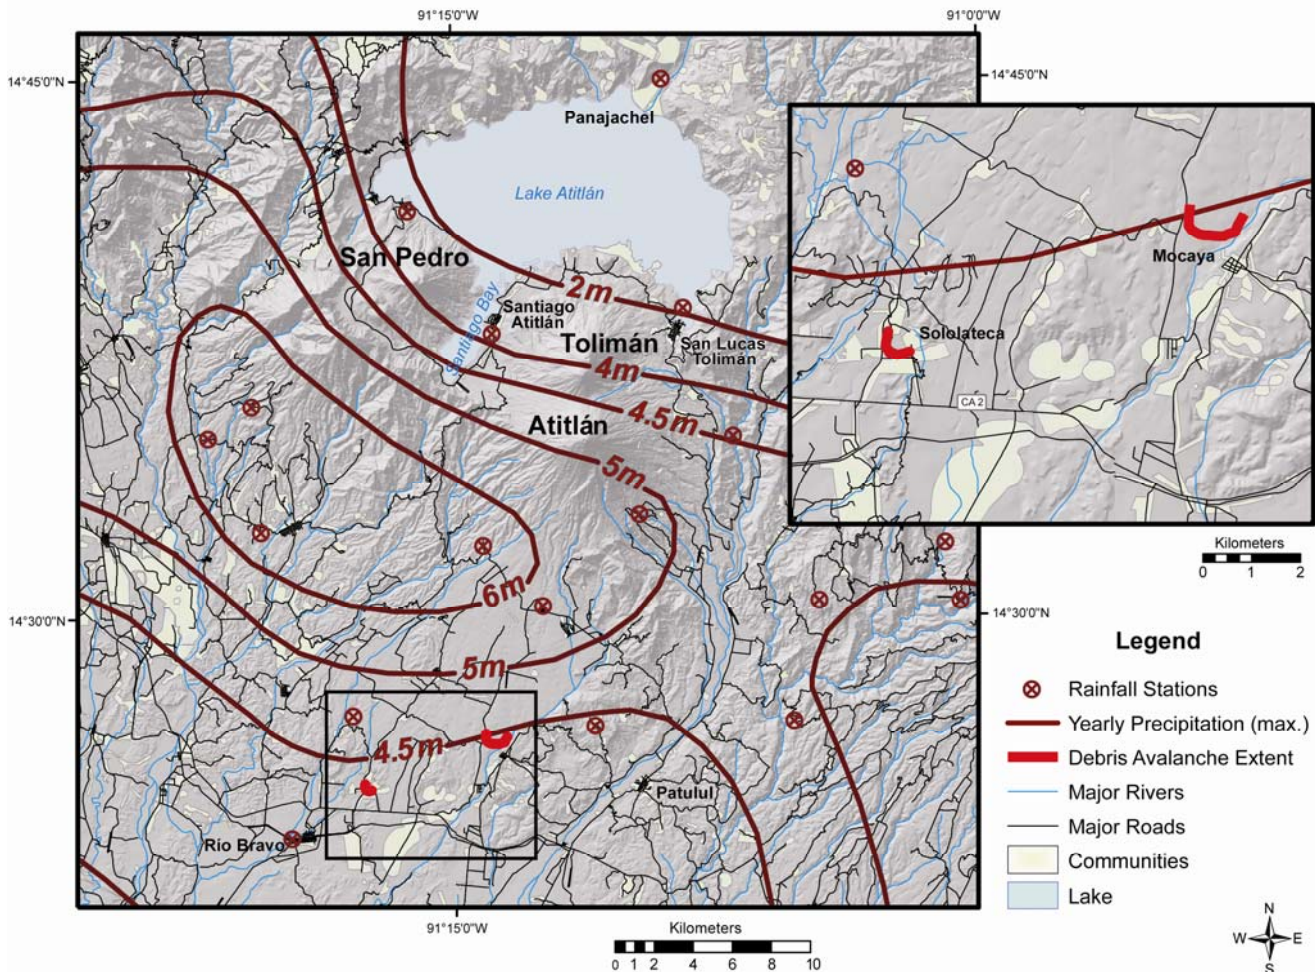 91°15'0"W
91°0'0"W
14°45'0"N
14°45'0"N
Panajachel
Lake Atitlán
San Pedro
Santiago Bay
Santiago
Atitlán
2m
Tolimán
San Lucas
Tolimán
4m
4.5m
Atitlán
5m
6m
5m
4.5m
Patulul
Rio Bravo
Mocaya
Sololateca
CA 2
Kilometers
0 1 2
14°30'0"N
14°30'0"N
Legend
Rainfall Stations
Yearly Precipitation (max.)
Debris Avalanche Extent
Major Rivers
Major Roads
Communities
Lake
91°15'0"W
Kilometers
0 1 2 4 6 8 10
N
W E
S